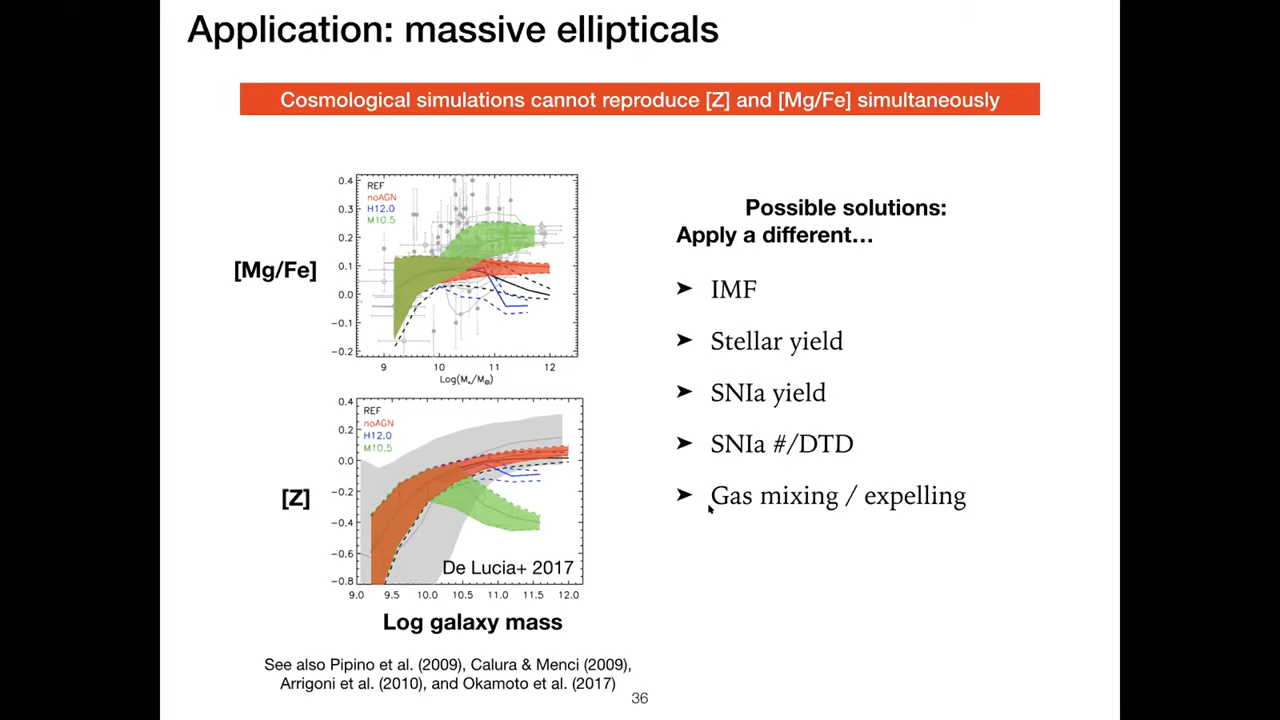 Application: massive ellipticals
Cosmological simulations cannot reproduce [Z] and [Mg/Fe] simultaneously
[Mg/Fe]
REF
noAGN
H12.0
M10.5
0.4
0.3
0.2
0.1
0.0
−0.1
−0.2
9 10 11 12
Log(M*/M☉)
[Z]
REF
noAGN
H12.0
M10.5
0.4
0.2
0.0
−0.2
−0.4
−0.6
−0.8
De Lucia+ 2017
9.0 9.5 10.0 10.5 11.0 11.5 12.0
Log galaxy mass
See also Pipino et al. (2009), Calura & Menci (2009),
Arrigoni et al. (2010), and Okamoto et al. (2017)
Possible solutions:
Apply a different…
➤ IMF
➤ Stellar yield
➤ SNIa yield
➤ SNIa #/DTD
➤ Gas mixing / expelling
36